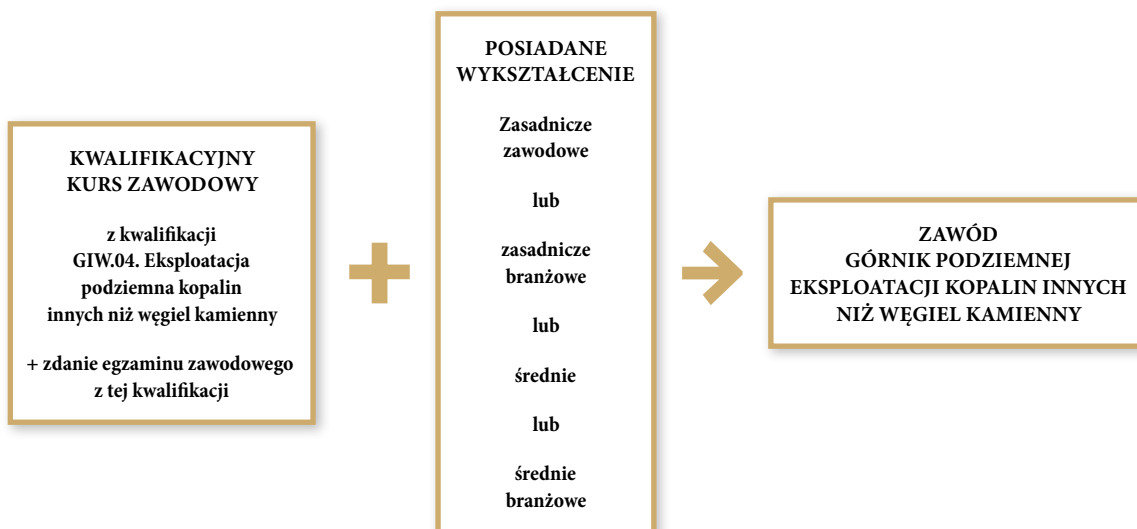 KWALIFIKACYJNY
KURS ZAWODOWY
z kwalifikacji
GIW.04. Eksploatacja
podziemna kopalin
innych niż węgiel kamienny
+ zdanie egzaminu zawodowego
z tej kwalifikacji
POSIADANE
WYKSZTAŁCENIE
Zasadnicze
zawodowe
lub
zasadnicze
branżowe
lub
średnie
lub
średnie
branżowe
ZAWÓD
GÓRNIK PODZIEMNEJ
EKSPLOATACJI KOPALIN INNYCH
NIŻ WĘGIEL KAMIENNY